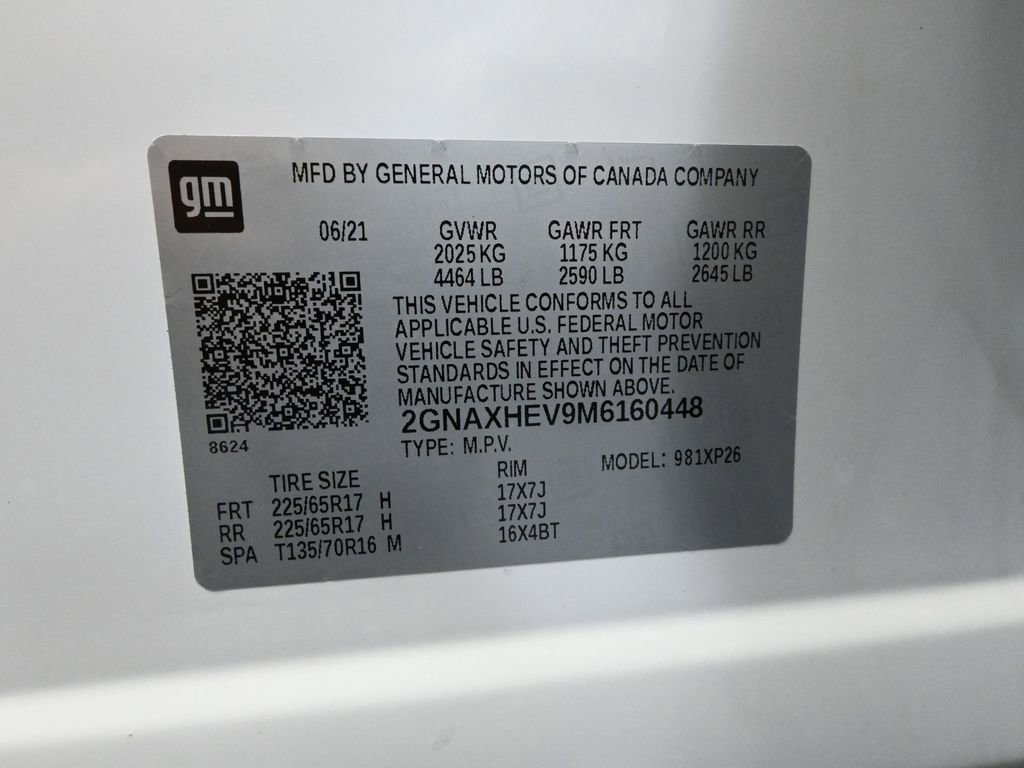 gm
MFD BY GENERAL MOTORS OF CANADA COMPANY
06/21 GVWR GAWR FRT GAWR RR
2025 KG 1175 KG 1200 KG
4464 LB 2590 LB 2645 LB
THIS VEHICLE CONFORMS TO ALL
APPLICABLE U.S. FEDERAL MOTOR
VEHICLE SAFETY AND THEFT PREVENTION
STANDARDS IN EFFECT ON THE DATE OF
MANUFACTURE SHOWN ABOVE.
2GNAXHEV9M6160448
8624
TYPE: M.P.V.
MODEL: 981XP26
TIRE SIZE RIM
FRT 225/65R17 H 17X7J
RR 225/65R17 H 17X7J
SPA T135/70R16 M 16X4BT